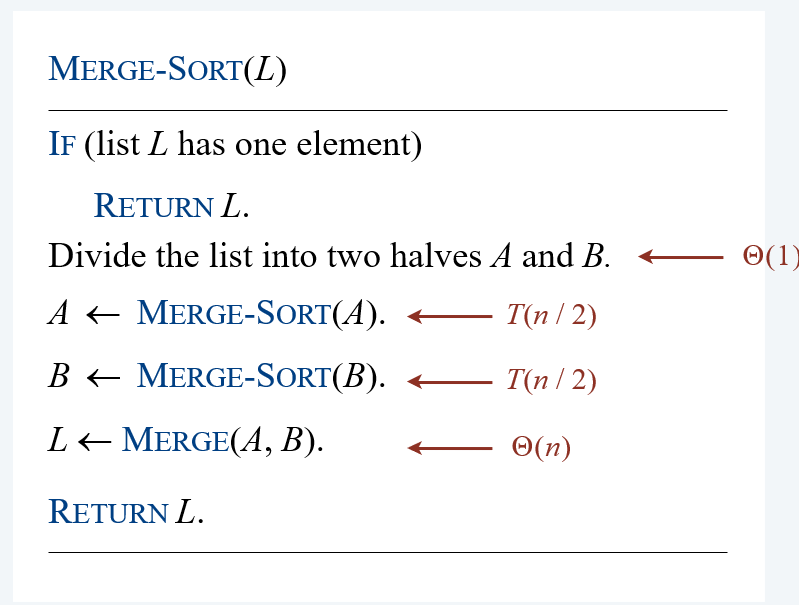 MERGE-SORT(L)
IF (list L has one element)
RETURN L.
Divide the list into two halves A and B. ← Θ(1)
A ← MERGE-SORT(A). ← T(n / 2)
B ← MERGE-SORT(B). ← T(n / 2)
L ← MERGE(A, B). ← Θ(n)
RETURN L.